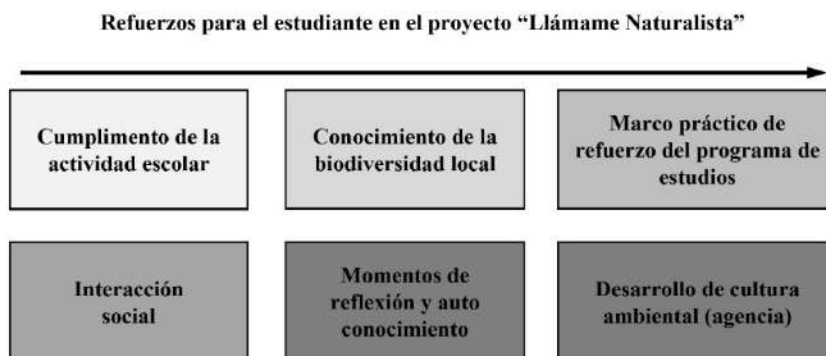 Refuerzos para el estudiante en el proyecto “Llámame Naturalista”
Cumplimento de la
actividad escolar
Conocimiento de la
biodiversidad local
Marco práctico de
refuerzo del programa de
estudios
Interacción
social
Momentos de
reflexión y auto
conocimiento
Desarrollo de cultura
ambiental (agencia)